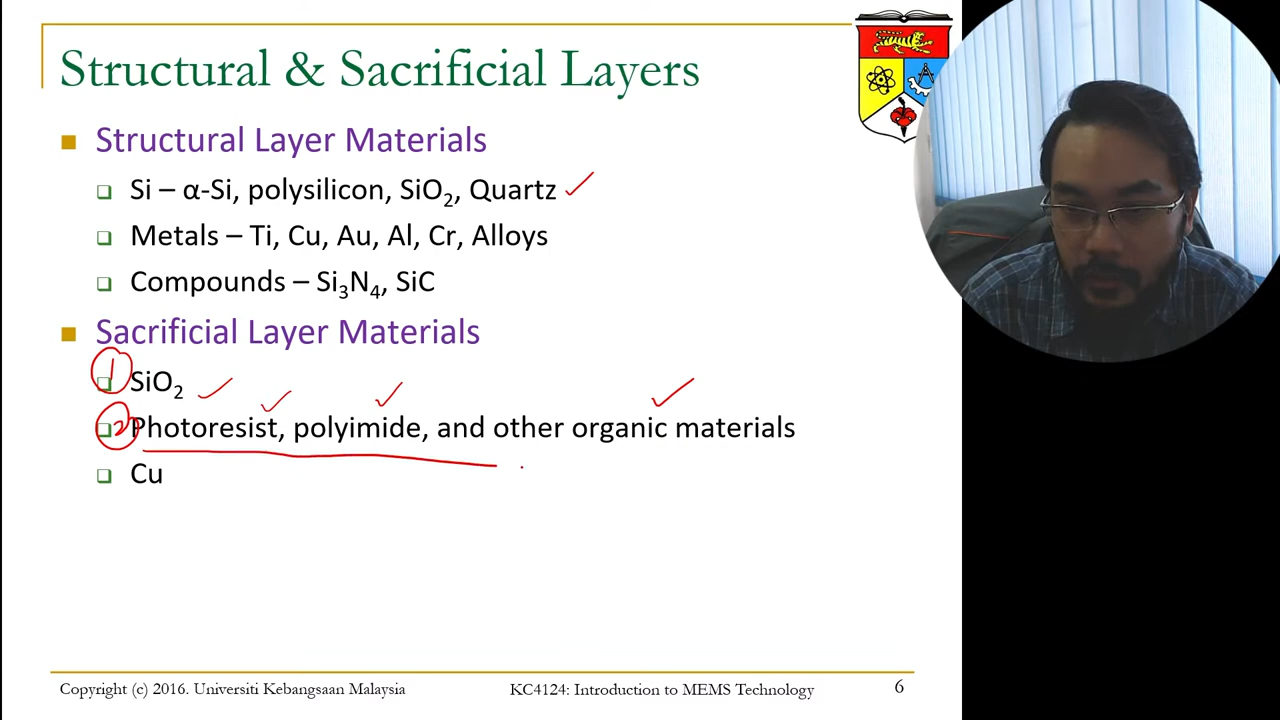 Structural & Sacrificial Layers
Structural Layer Materials
Si – α-Si, polysilicon, SiO₂, Quartz
Metals – Ti, Cu, Au, Al, Cr, Alloys
Compounds – Si₃N₄, SiC
Sacrificial Layer Materials
1 SiO₂
2 Photoresist, polyimide, and other organic materials
Cu
Copyright (c) 2016. Universiti Kebangsaan Malaysia KC4124: Introduction to MEMS Technology 6